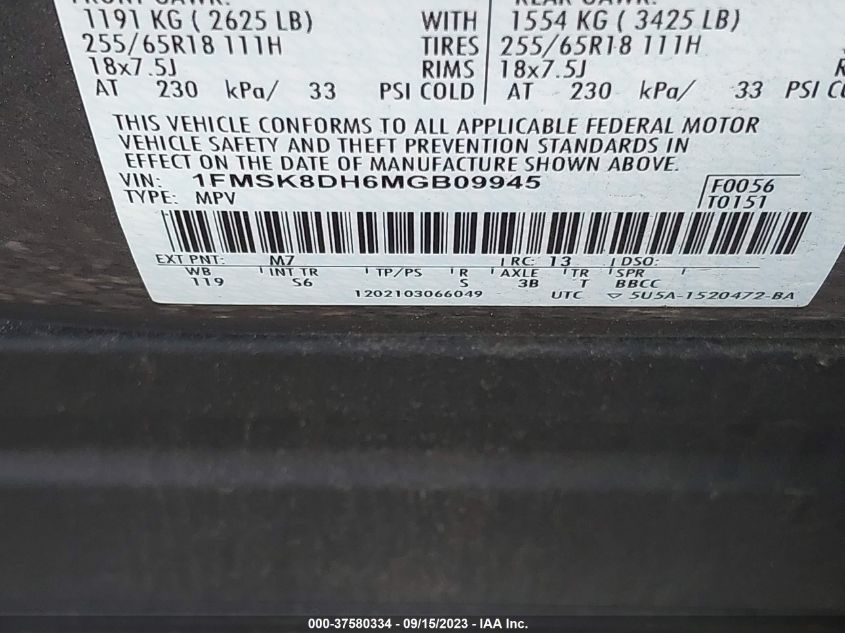 1191 KG ( 2625 LB) WITH 1554 KG ( 3425 LB)
255/65R18 111H TIRES 255/65R18 111H
18x7.5J RIMS 18x7.5J
AT 230 kPa/ 33 PSI COLD AT 230 kPa/ 33 PSI
THIS VEHICLE CONFORMS TO ALL APPLICABLE FEDERAL MOTOR
VEHICLE SAFETY AND THEFT PREVENTION STANDARDS IN
EFFECT ON THE DATE OF MANUFACTURE SHOWN ABOVE.
VIN: 1FMSK8DH6MGB09945 F0056
TYPE: MPV T0151
EXT PNT: M7 RC: 13 DSO:
WB INT TR TP/PS R AXLE TR SPR
119 S6 S 3B T BBCC
1202103066049 UTC ▽ 5U5A-1520472-BA
000-37580334 - 09/15/2023 - IAA Inc.